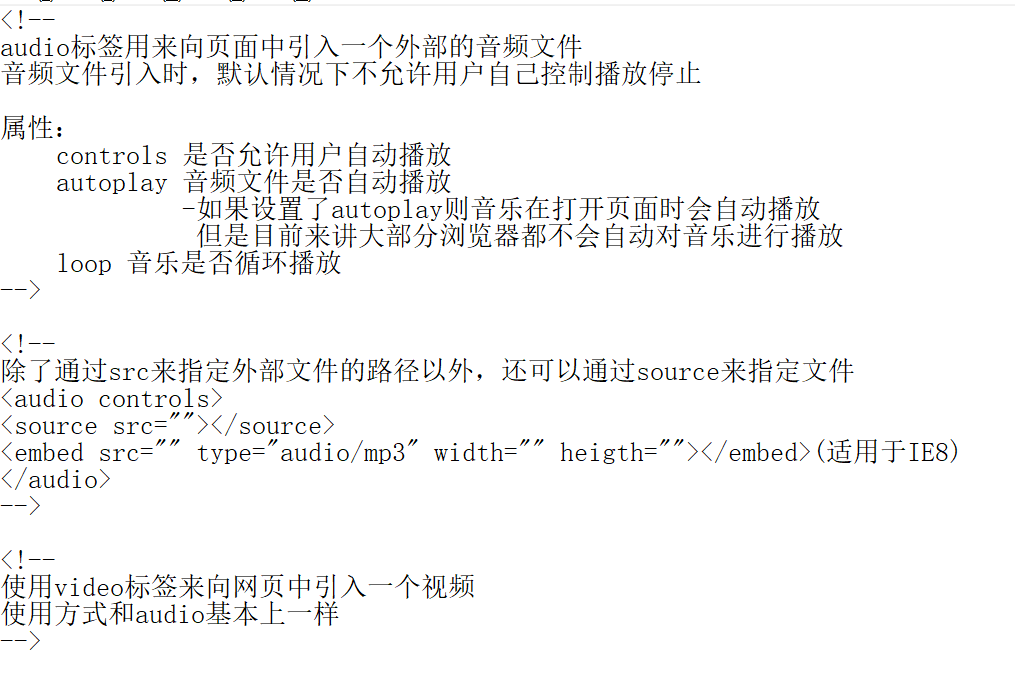 <!--
audio标签用来向页面中引入一个外部的音频文件
音频文件引入时，默认情况下不允许用户自己控制播放停止
属性：
controls 是否允许用户自动播放
autoplay 音频文件是否自动播放
-如果设置了autoplay则音乐在打开页面时会自动播放
但是目前来讲大部分浏览器都不会自动对音乐进行播放
loop 音乐是否循环播放
-->
<!--
除了通过src来指定外部文件的路径以外，还可以通过source来指定文件
<audio controls>
<source src=""></source>
<embed src="" type="audio/mp3" width="" heigth=""></embed>(适用于IE8)
</audio>
-->
<!--
使用video标签来向网页中引入一个视频
使用方式和audio基本上一样
-->